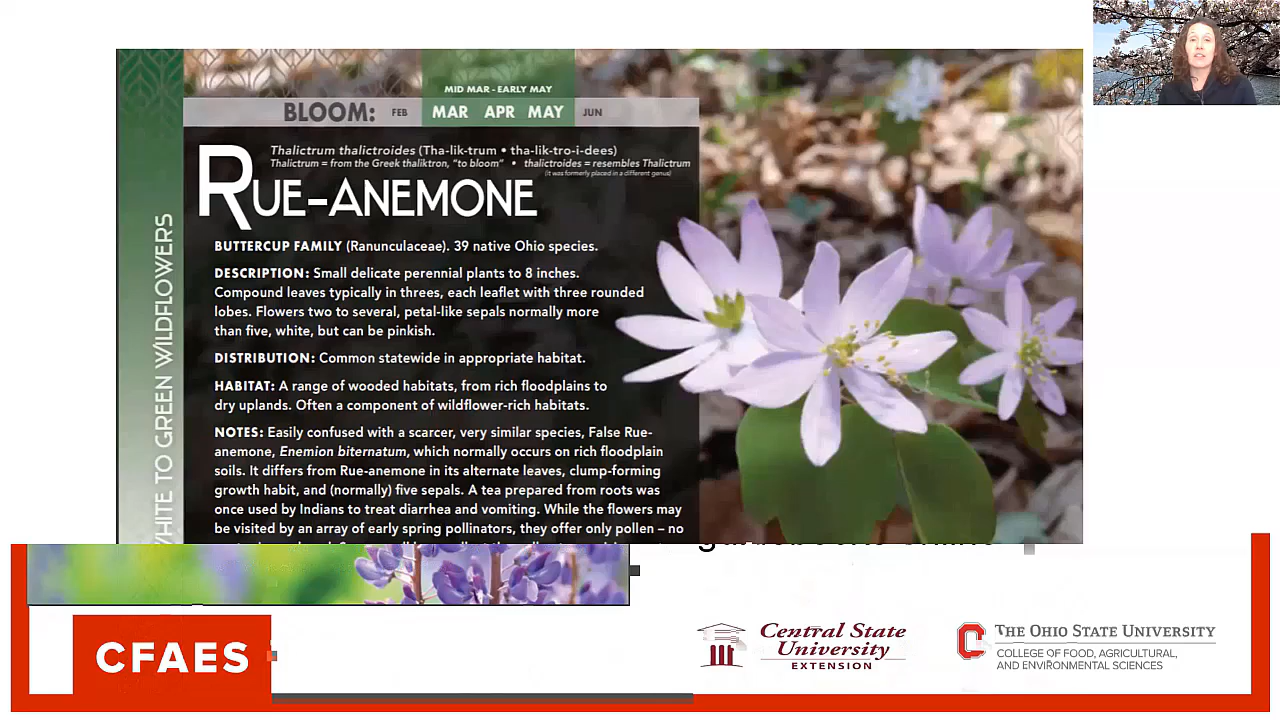 MID MAR - EARLY MAY
BLOOM: FEB MAR APR MAY JUN
Thalictrum thalictroides (Tha-lik-trum • tha-lik-tro-i-dees)
Thalictrum = from the Greek thaliktron, "to bloom" • thalictroides = resembles Thalictrum
(it was formerly placed in a different genus)
RUE-ANEMONE
BUTTERCUP FAMILY (Ranunculaceae). 39 native Ohio species.
DESCRIPTION: Small delicate perennial plants to 8 inches.
Compound leaves typically in threes, each leaflet with three rounded
lobes. Flowers two to several, petal-like sepals normally more
than five, white, but can be pinkish.
DISTRIBUTION: Common statewide in appropriate habitat.
HABITAT: A range of wooded habitats, from rich floodplains to
dry uplands. Often a component of wildflower-rich habitats.
NOTES: Easily confused with a scarcer, very similar species, False Rue-
anemone, Enemion biternatum, which normally occurs on rich floodplain
soils. It differs from Rue-anemone in its alternate leaves, clump-forming
growth habit, and (normally) five sepals. A tea prepared from roots was
once used by Indians to treat diarrhea and vomiting. While the flowers may
be visited by an array of early spring pollinators, they offer only pollen – no
WHITE TO GREEN WILDFLOWERS
CFAES
Central State
University
EXTENSION
THE OHIO STATE UNIVERSITY
COLLEGE OF FOOD, AGRICULTURAL,
AND ENVIRONMENTAL SCIENCES